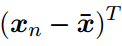 (𝒙ₙ − 𝒙̄)ᵀ